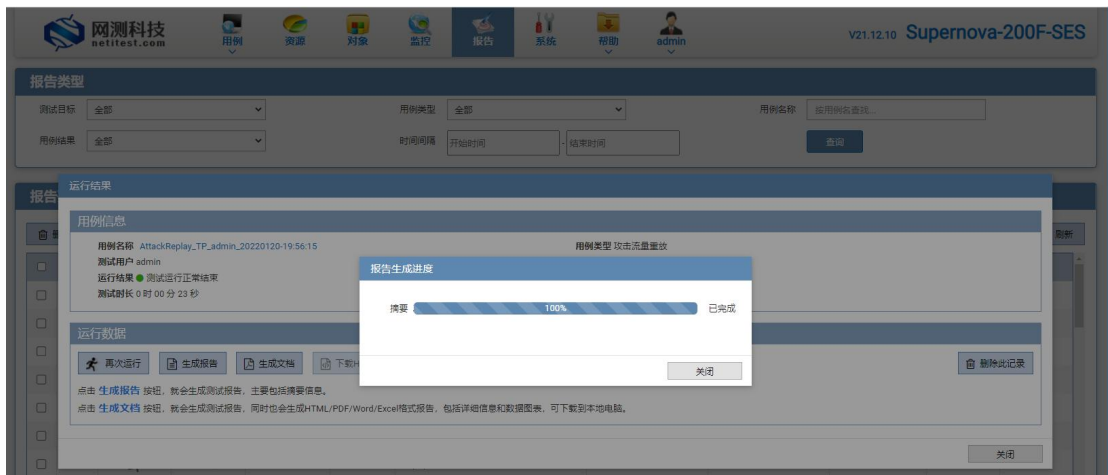 网测科技
netitest.com
用例
资源
对象
监控
报告
系统
帮助
admin
V21.12.10 Supernova-200F-SES
报告类型
测试目标 全部
用例类型 全部
用例名称 按用例名查找...
用例结果 全部
时间间隔 开始时间 - 结束时间
查询
报告
运行结果
刷新
用例信息
用例名称 AttackReplay_TP_admin_20220120-19:56:15
用例类型 攻击流量重放
测试用户 admin
运行结果 测试运行正常结束
测试时长 0 时 00 分 23 秒
报告生成进度
摘要 100% 已完成
关闭
运行数据
再次运行 生成报告 生成文档 下载H
删除此记录
点击 生成报告 按钮，就会生成测试报告，主要包括摘要信息。
点击 生成文档 按钮，就会生成测试报告，同时也会生成HTML/PDF/Word/Excel格式报告，包括详细信息和数据图表，可下载到本地电脑。
关闭